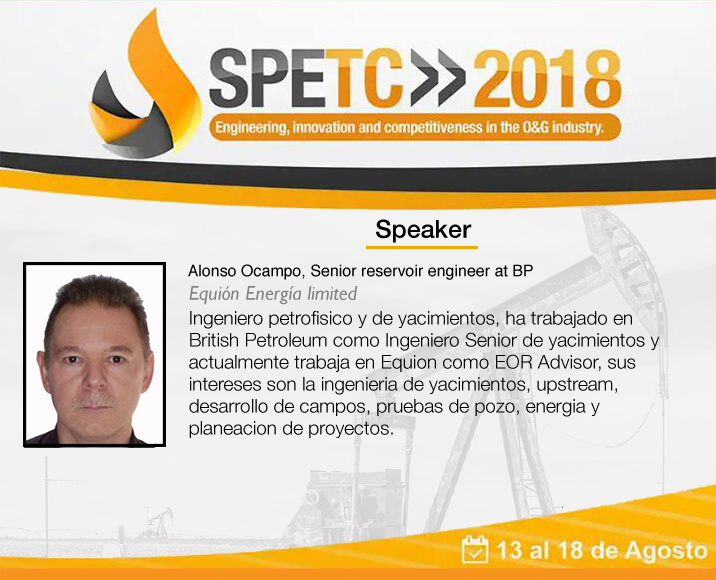 SPETC>>2018
Engineering, innovation and competitiveness in the O&G industry.
Speaker
Alonso Ocampo, Senior reservoir engineer at BP
Equión Energía limited
Ingeniero petrofisico y de yacimientos, ha trabajado en
British Petroleum como Ingeniero Senior de yacimientos y
actualmente trabaja en Equion como EOR Advisor, sus
intereses son la ingenieria de yacimientos, upstream,
desarrollo de campos, pruebas de pozo, energia y
planeacion de proyectos.
13 al 18 de Agosto